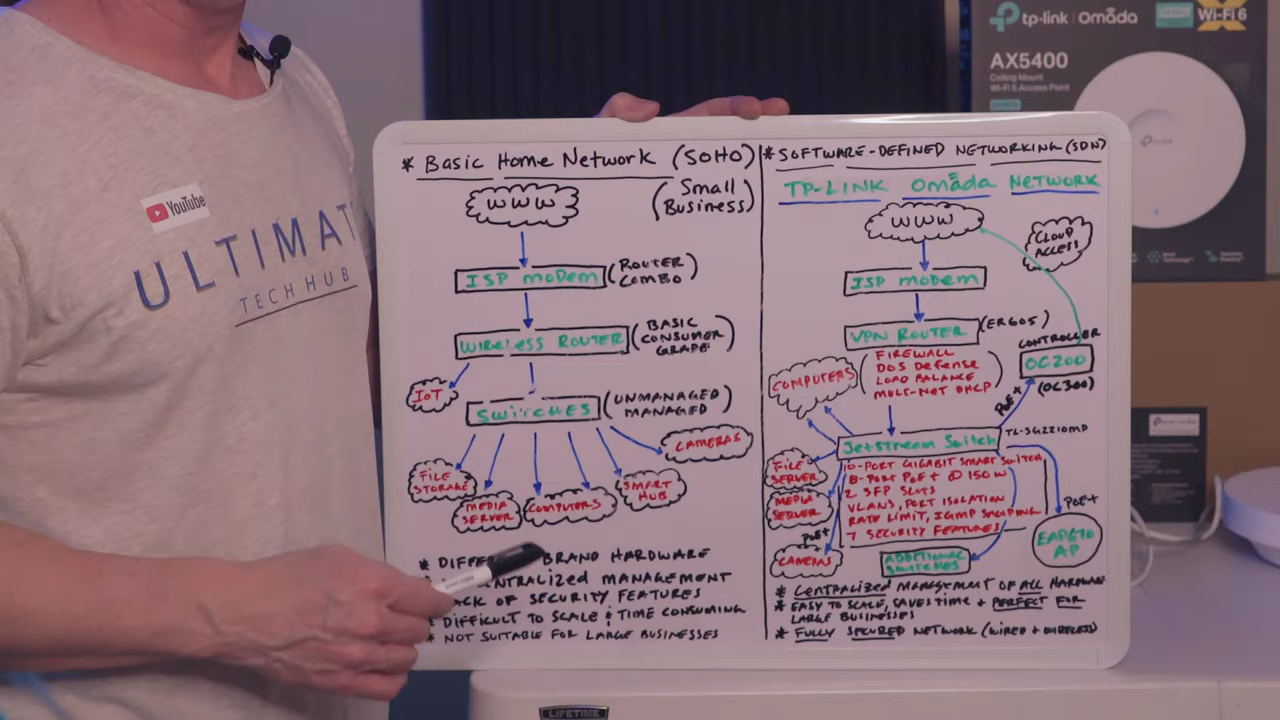 YouTube
ULTIMAT
TECH HUB
tp-link | omada
Wi-Fi 6
AX5400
Ceiling Mount
Wi-Fi 6 Access Point
* BASIC HOME NETWORK (SOHO)
(Small
Business)
WWW
ISP MODEM (ROUTER
COMBO)
WIRELESS ROUTER (BASIC
CONSUMER
GRADE)
IOT
SWITCHES (UNMANAGED
MANAGED)
CAMERAS
FILE
STORAGE
MEDIA
SERVER
COMPUTERS
SMART
HUB
BRAND HARDWARE
MANAGEMENT
OF SECURITY FEATURES
* DIFFICULT TO SCALE & TIME CONSUMING
* NOT SUITABLE FOR LARGE BUSINESSES
* SOFTWARE-DEFINED NETWORKING (SDN)
TP-LINK Omāda NETWORK
WWW
CLOUD
ACCESS
ISP MODEM
VPN ROUTER (ER605)
CONTROLLER
OC200
(OC300)
COMPUTERS
(FIREWALL
DOS Defense
LOAD BALANCE
MULTI-NET DHCP)
POE+
JetStream Switch
TL-SG2210MP
FILE
SERVER
MEDIA
SERVER
POE+
CAMERAS
10-PORT GIGABIT SMART SWITCH
8-PORT POE+ @ 150W
2 SFP SLOTS
VLANS, PORT ISOLATION
RATE LIMIT, IGMP SNOOPING
7 SECURITY FEATURES
POE+
EAP670
AP
ADDITIONAL
SWITCHES
* CENTRALIZED MANAGEMENT OF ALL HARDWARE
* EASY TO SCALE, SAVES TIME + PERFECT FOR
LARGE BUSINESSES
* FULLY SECURED NETWORK (WIRED + WIRELESS)
LIFETIME